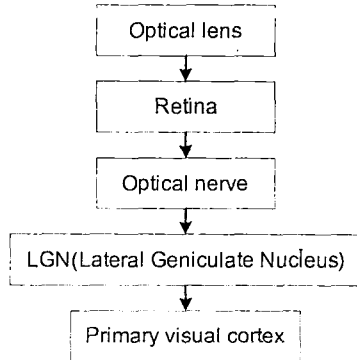 Optical lens
Retina
Optical nerve
LGN(Lateral Geniculate Nucleus)
Primary visual cortex